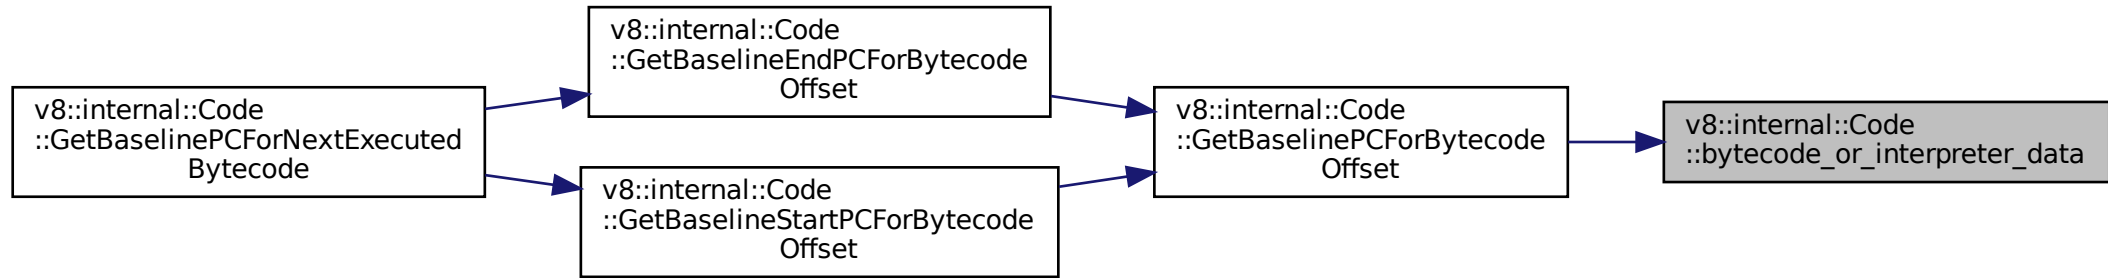 v8::internal::Code
::GetBaselinePCForNextExecuted
Bytecode
v8::internal::Code
::GetBaselineEndPCForBytecode
Offset
v8::internal::Code
::GetBaselineStartPCForBytecode
Offset
v8::internal::Code
::GetBaselinePCForBytecode
Offset
v8::internal::Code
::bytecode_or_interpreter_data